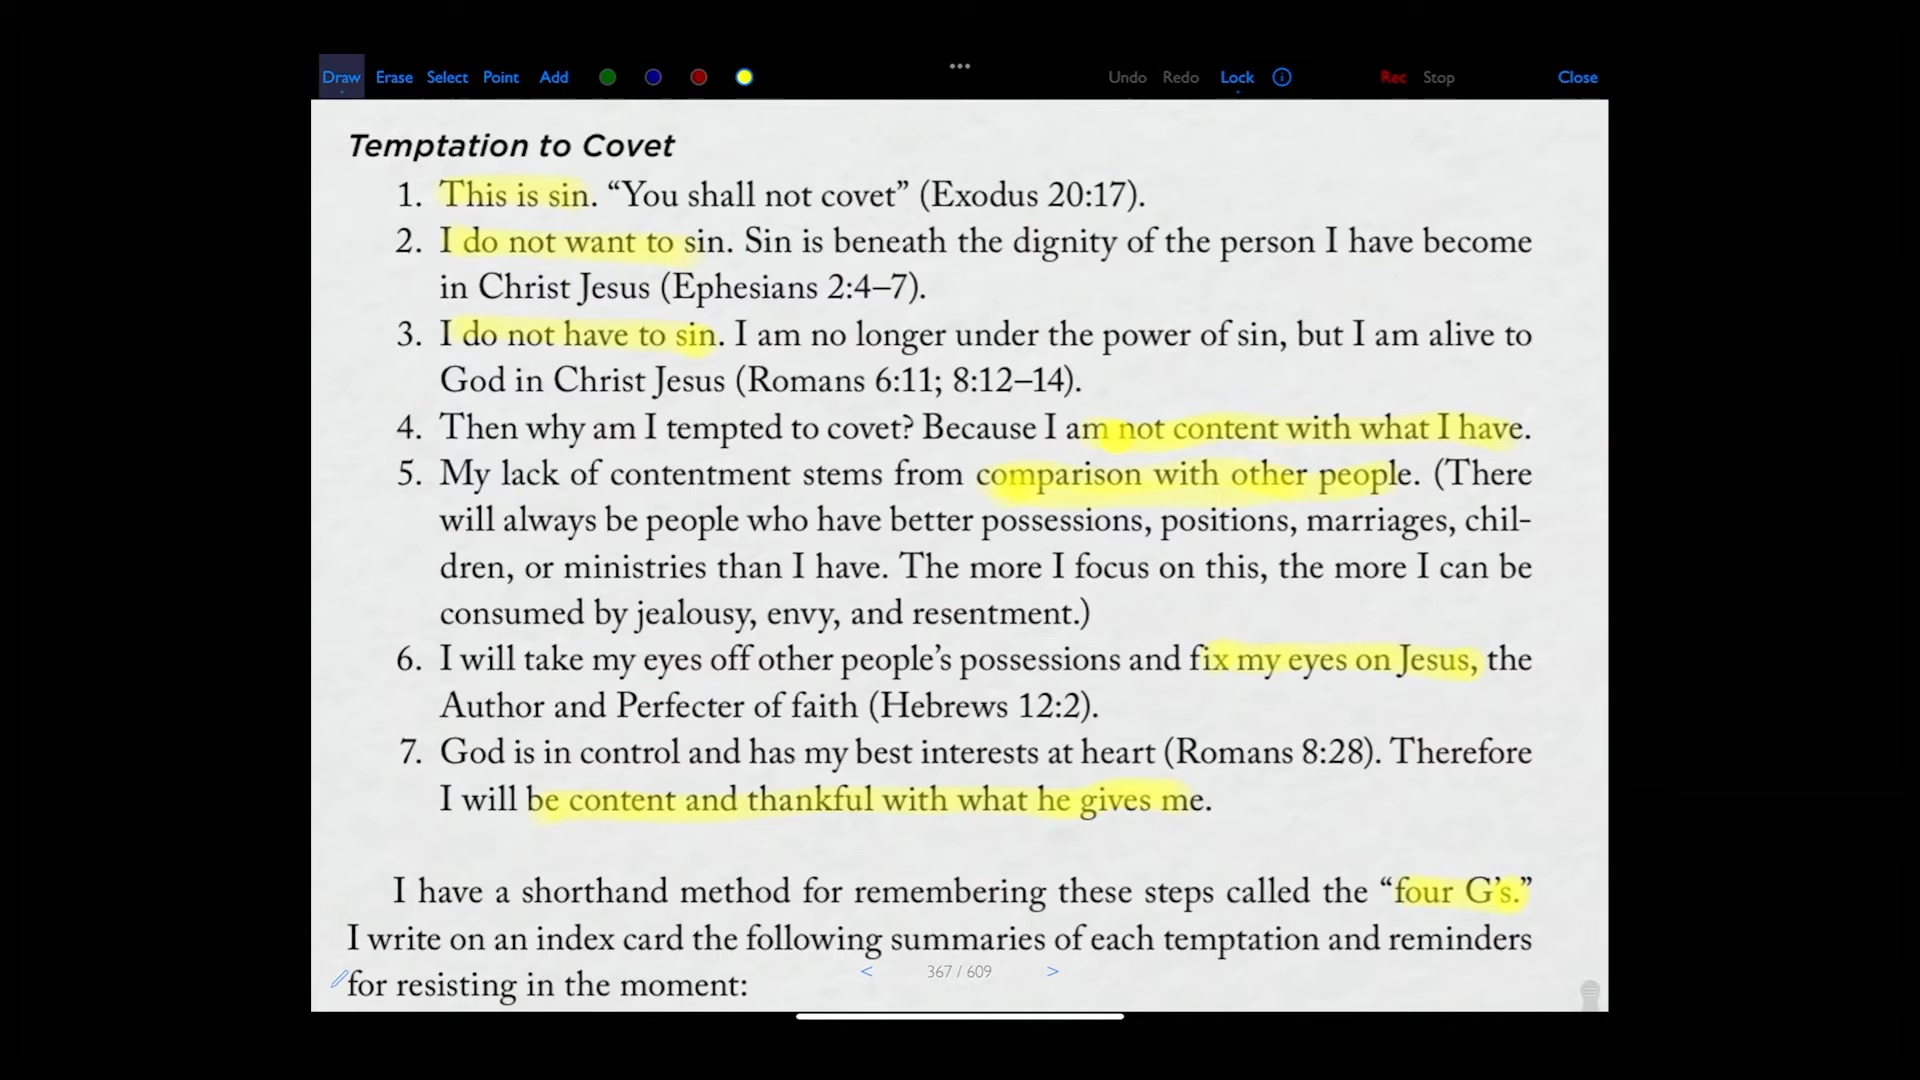 Draw Erase Select Point Add ••• Undo Redo Lock Rec Stop Close
Temptation to Covet
1. This is sin. “You shall not covet” (Exodus 20:17).
2. I do not want to sin. Sin is beneath the dignity of the person I have become
in Christ Jesus (Ephesians 2:4–7).
3. I do not have to sin. I am no longer under the power of sin, but I am alive to
God in Christ Jesus (Romans 6:11; 8:12–14).
4. Then why am I tempted to covet? Because I am not content with what I have.
5. My lack of contentment stems from comparison with other people. (There
will always be people who have better possessions, positions, marriages, chil-
dren, or ministries than I have. The more I focus on this, the more I can be
consumed by jealousy, envy, and resentment.)
6. I will take my eyes off other people’s possessions and fix my eyes on Jesus, the
Author and Perfecter of faith (Hebrews 12:2).
7. God is in control and has my best interests at heart (Romans 8:28). Therefore
I will be content and thankful with what he gives me.
I have a shorthand method for remembering these steps called the “four G’s.”
I write on an index card the following summaries of each temptation and reminders
< 367 / 609 >
for resisting in the moment: